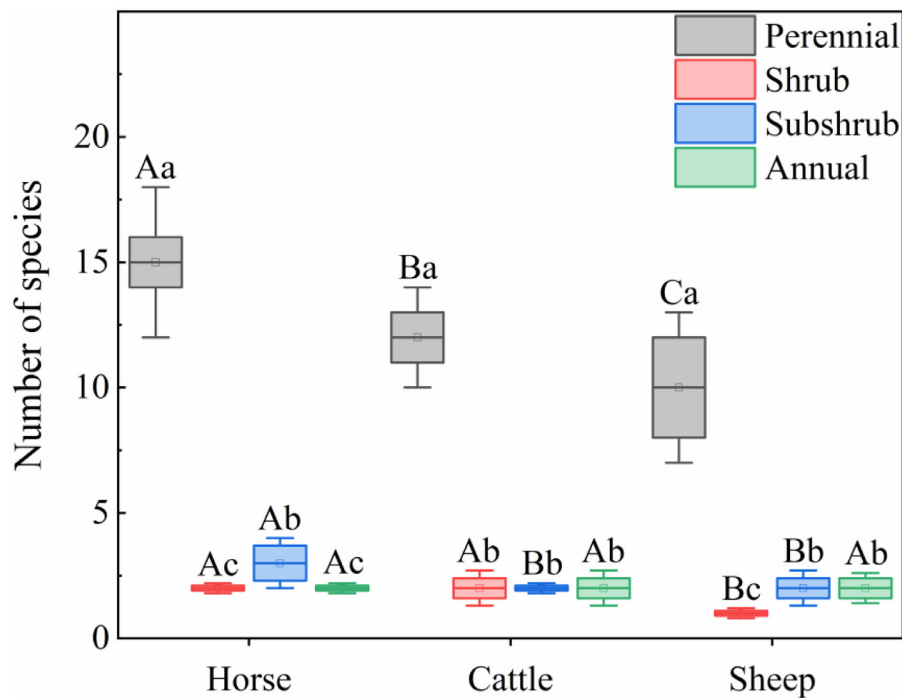 Perennial
Shrub
Subshrub
Annual
Number of species
20
15
10
5
0
Aa
Ba
Ca
Ac
Ab
Ac
Ab
Bb
Ab
Bc
Bb
Ab
Horse
Cattle
Sheep